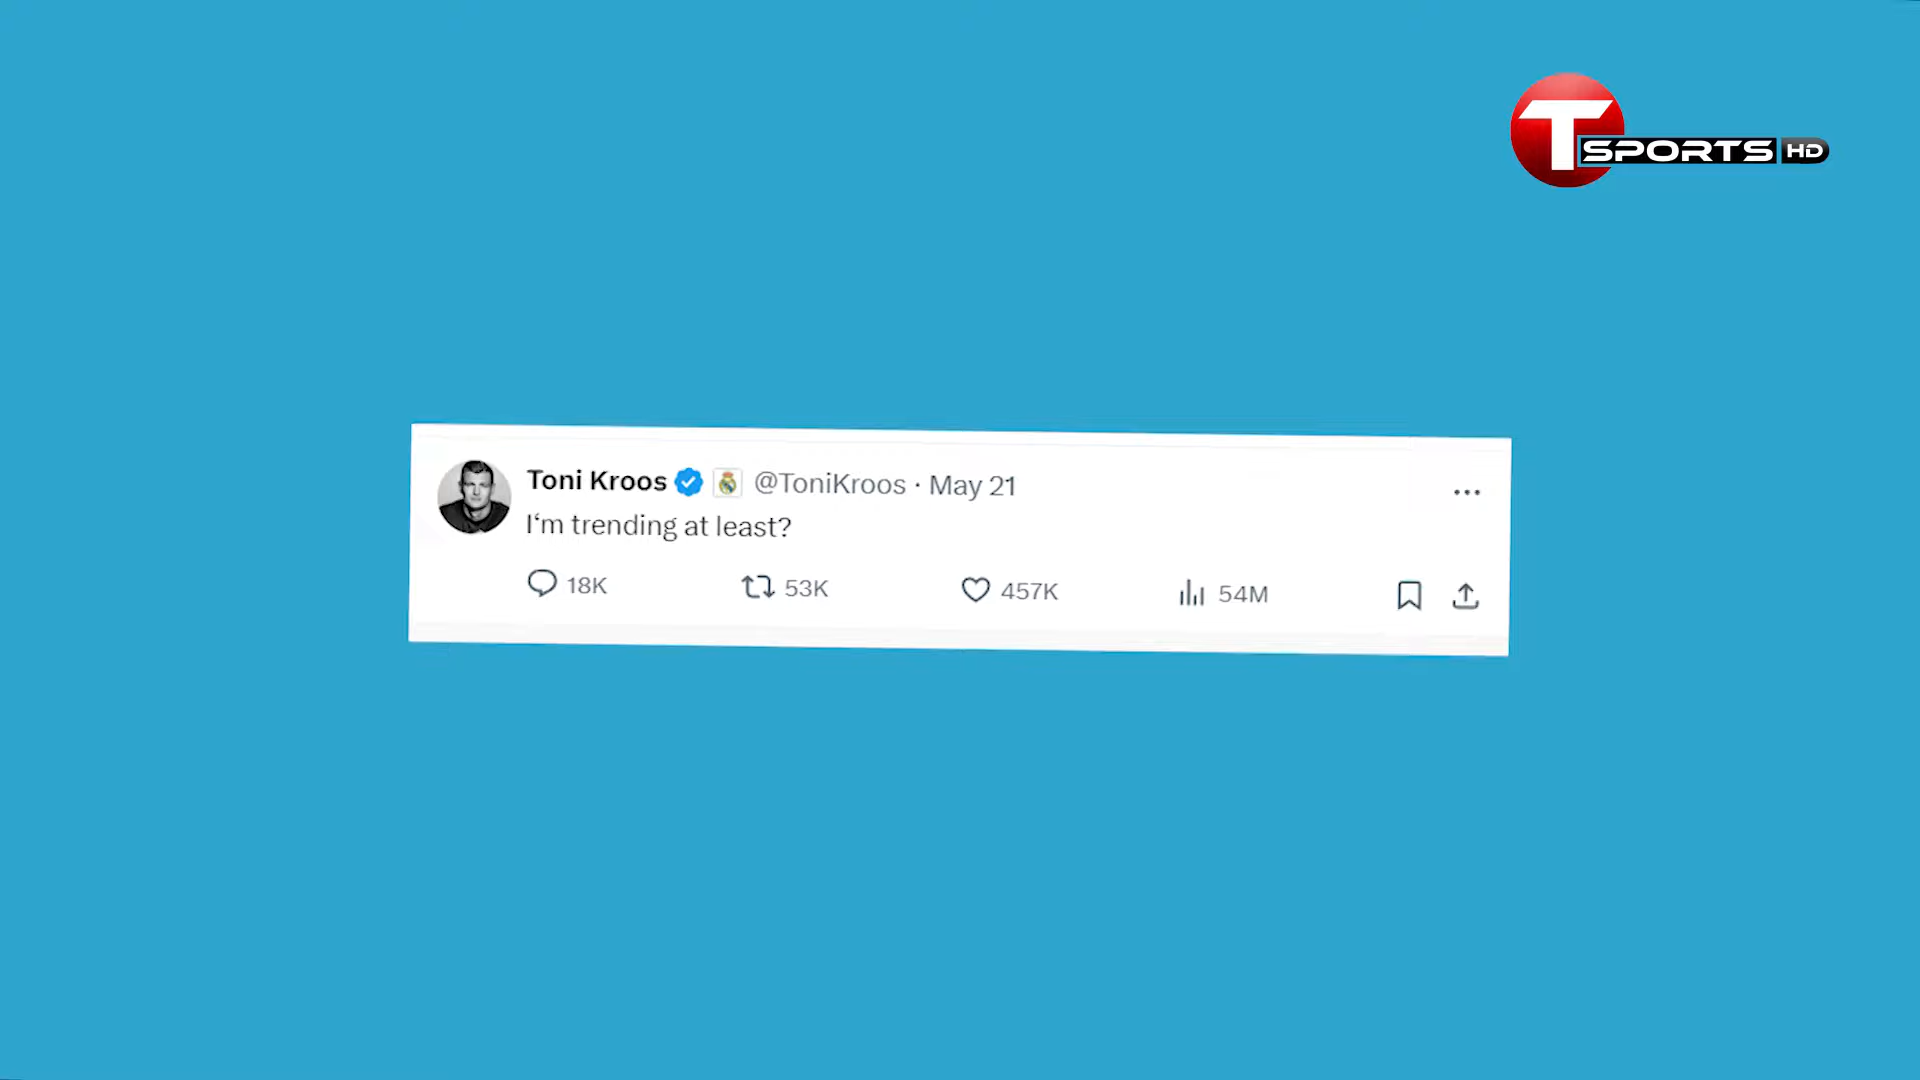 T SPORTS HD
Toni Kroos @ToniKroos · May 21
I‘m trending at least?
18K 53K 457K 54M